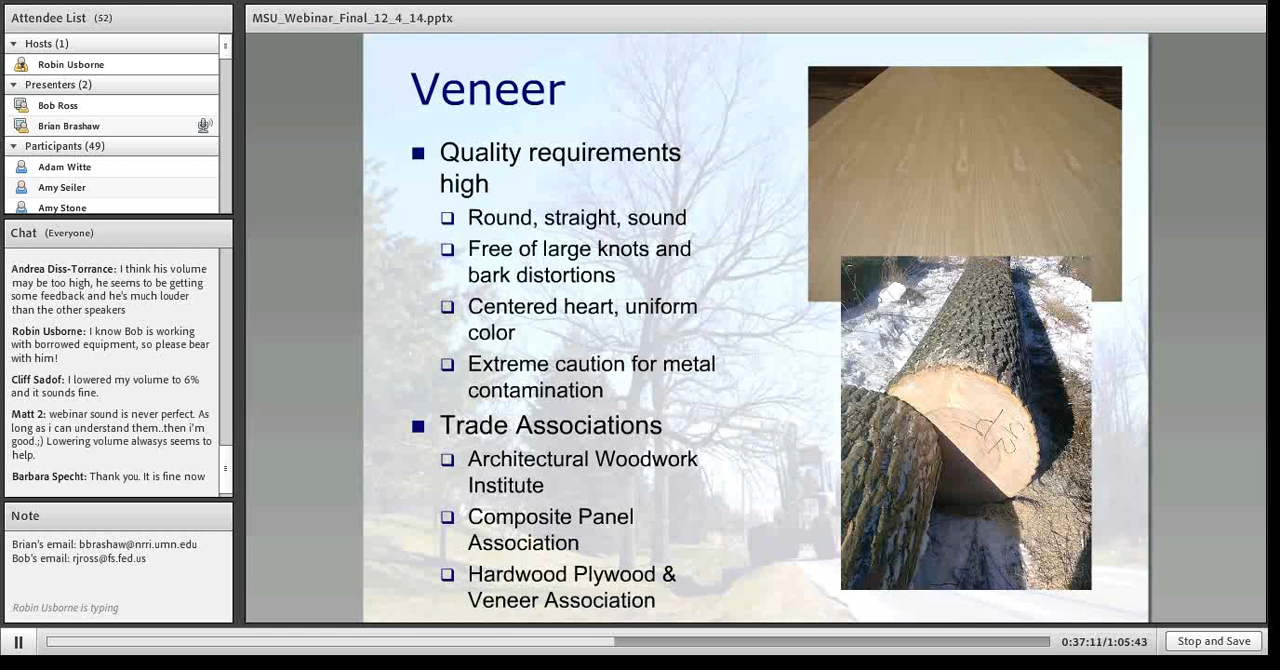 Attendee List (52)
Hosts (1)
Robin Usborne
Presenters (2)
Bob Ross
Brian Brashaw
Participants (49)
Adam Witte
Amy Seiler
Amy Stone
Chat (Everyone)
Andrea Diss-Torrance: I think his volume
may be too high, he seems to be getting
some feedback and he's much louder
than the other speakers
Robin Usborne: I know Bob is working
with borrowed equipment, so please bear
with him!
Cliff Sadof: I lowered my volume to 6%
and it sounds fine.
Matt 2: webinar sound is never perfect. As
long as i can understand them..then i'm
good.;) Lowering volume alwasys seems to
help.
Barbara Specht: Thank you. It is fine now
Note
Brian's email: bbrashaw@nrri.umn.edu
Bob's email: rjross@fs.fed.us
Robin Usborne is typing
MSU_Webinar_Final_12_4_14.pptx
Veneer
Quality requirements
high
Round, straight, sound
Free of large knots and
bark distortions
Centered heart, uniform
color
Extreme caution for metal
contamination
Trade Associations
Architectural Woodwork
Institute
Composite Panel
Association
Hardwood Plywood &
Veneer Association
0:37:11/1:05:43
Stop and Save